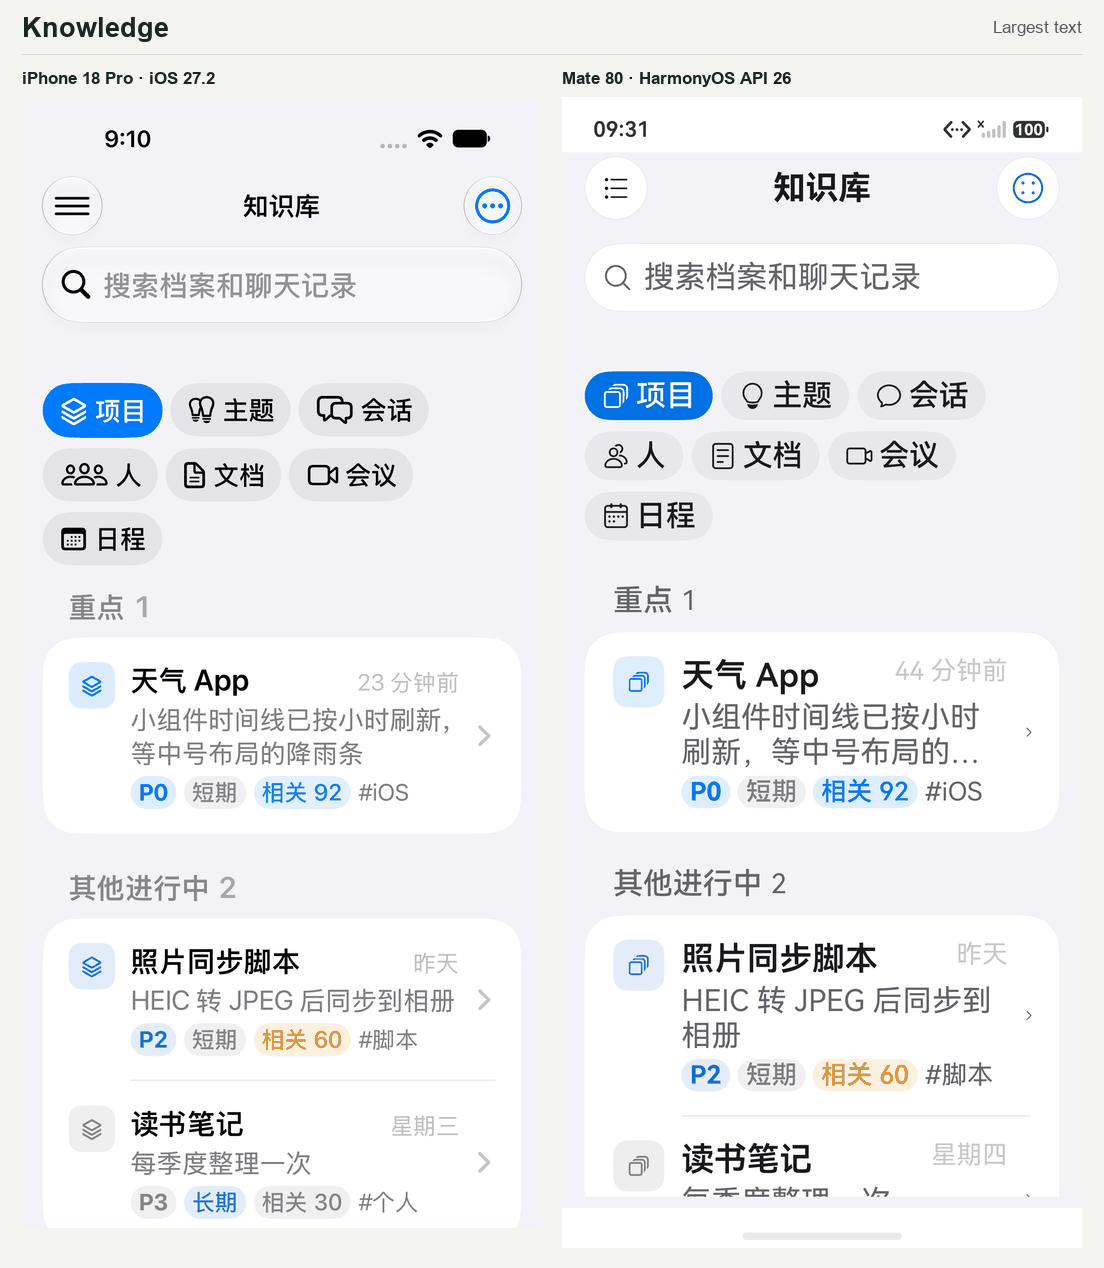 Knowledge
Largest text
iPhone 18 Pro · iOS 27.2
9:10
知识库
搜索档案和聊天记录
项目
主题
会话
人
文档
会议
日程
重点 1
天气 App
23 分钟前
小组件时间线已按小时刷新，
等中号布局的降雨条
P0 短期 相关 92 #iOS
其他进行中 2
照片同步脚本
昨天
HEIC 转 JPEG 后同步到相册
P2 短期 相关 60 #脚本
读书笔记
星期三
每季度整理一次
P3 长期 相关 30 #个人
Mate 80 · HarmonyOS API 26
09:31
100
知识库
搜索档案和聊天记录
项目
主题
会话
人
文档
会议
日程
重点 1
天气 App
44 分钟前
小组件时间线已按小时
刷新，等中号布局的…
P0 短期 相关 92 #iOS
其他进行中 2
照片同步脚本
昨天
HEIC 转 JPEG 后同步到
相册
P2 短期 相关 60 #脚本
读书笔记
星期四